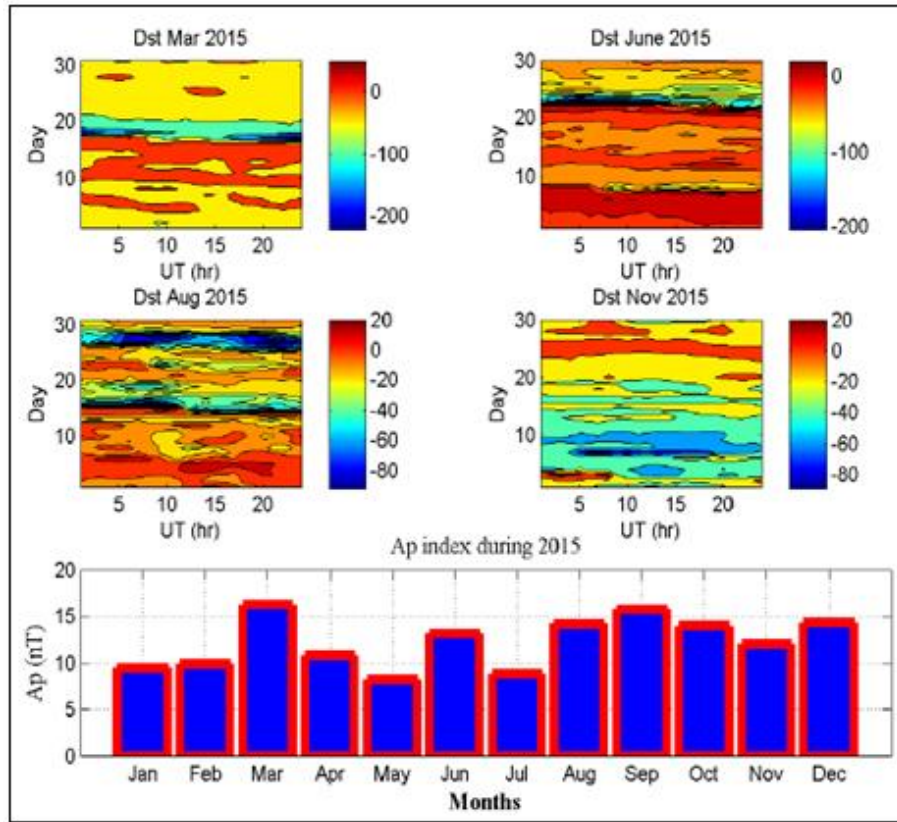 Dst Mar 2015
Day
30
20
10
5 10 15 20
UT (hr)
0
-100
-200
Dst June 2015
Day
30
20
10
5 10 15 20
UT (hr)
0
-100
-200
Dst Aug 2015
Day
30
20
10
5 10 15 20
UT (hr)
20
0
-20
-40
-60
-80
Dst Nov 2015
Day
30
20
10
5 10 15 20
UT (hr)
20
0
-20
-40
-60
-80
Ap index during 2015
Ap (nT)
20
15
10
5
0
Jan Feb Mar Apr May Jun Jul Aug Sep Oct Nov Dec
Months